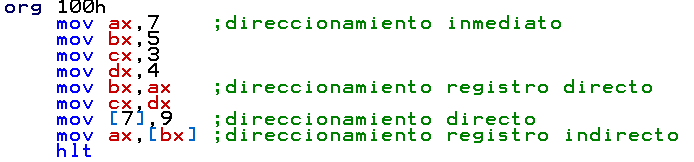 org 100h
mov ax,7 ;direccionamiento inmediato
mov bx,5
mov cx,3
mov dx,4
mov bx,ax ;direccionamiento registro directo
mov cx,dx
mov [7],9 ;direccionamiento directo
mov ax,[bx] ;direccionamiento registro indirecto
hlt